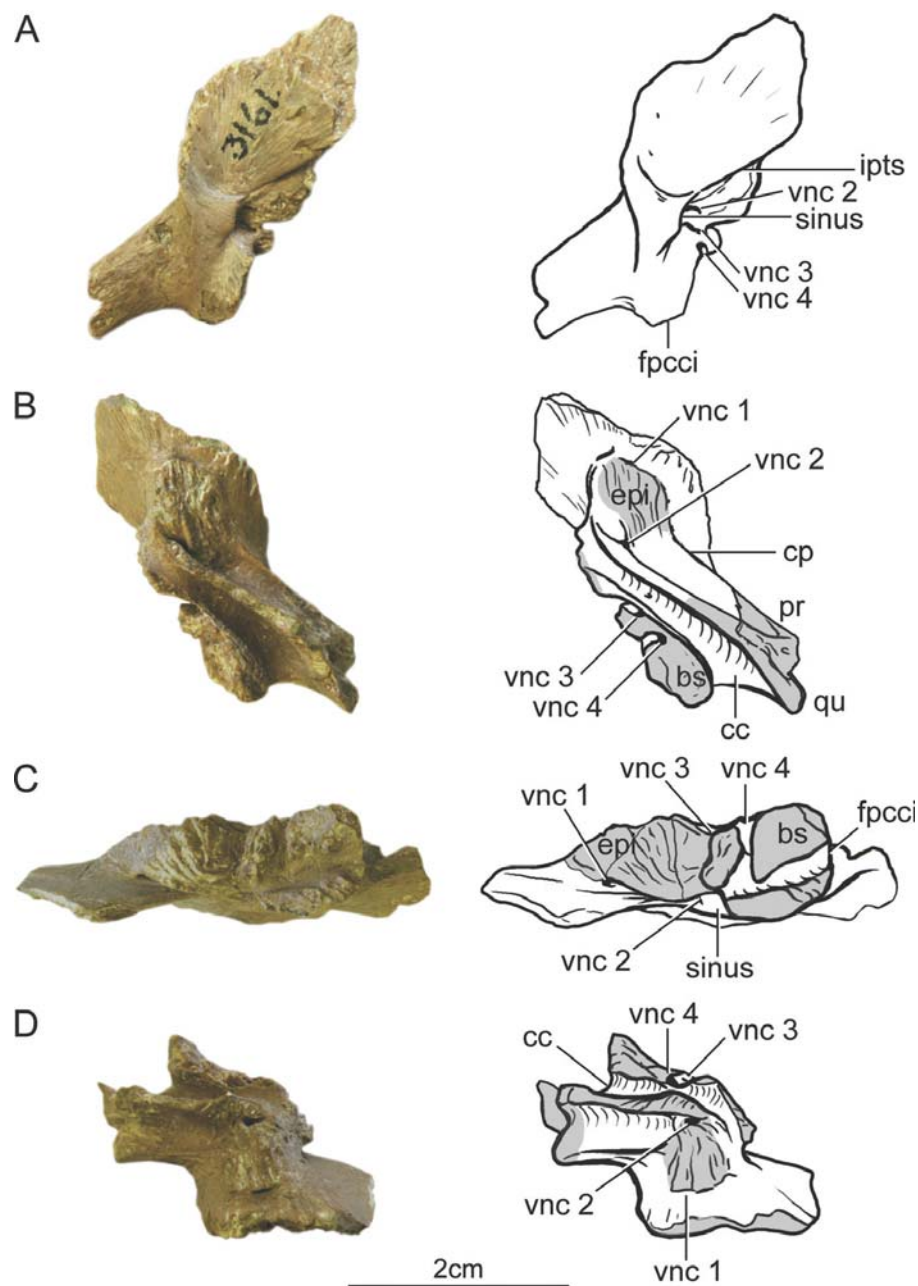 A
3161
ipts
vnc 2
sinus
vnc 3
vnc 4
fpcci
B
vnc 1
vnc 2
epi
cp
pr
vnc 3
bs
vnc 4
qu
cc
C
vnc 3
vnc 4
vnc 1
fpcci
bs
epi
vnc 2
sinus
D
vnc 4
cc
vnc 3
vnc 2
vnc 1
2cm